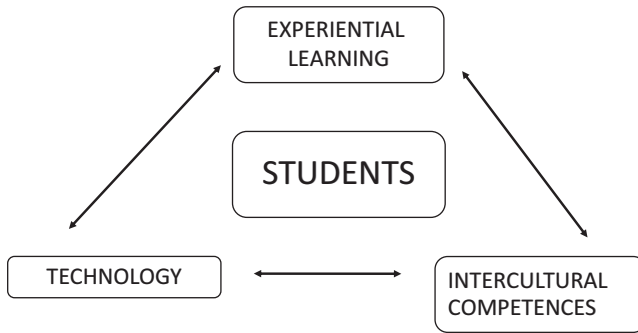 EXPERIENTIAL
LEARNING
STUDENTS
TECHNOLOGY
INTERCULTURAL
COMPETENCES